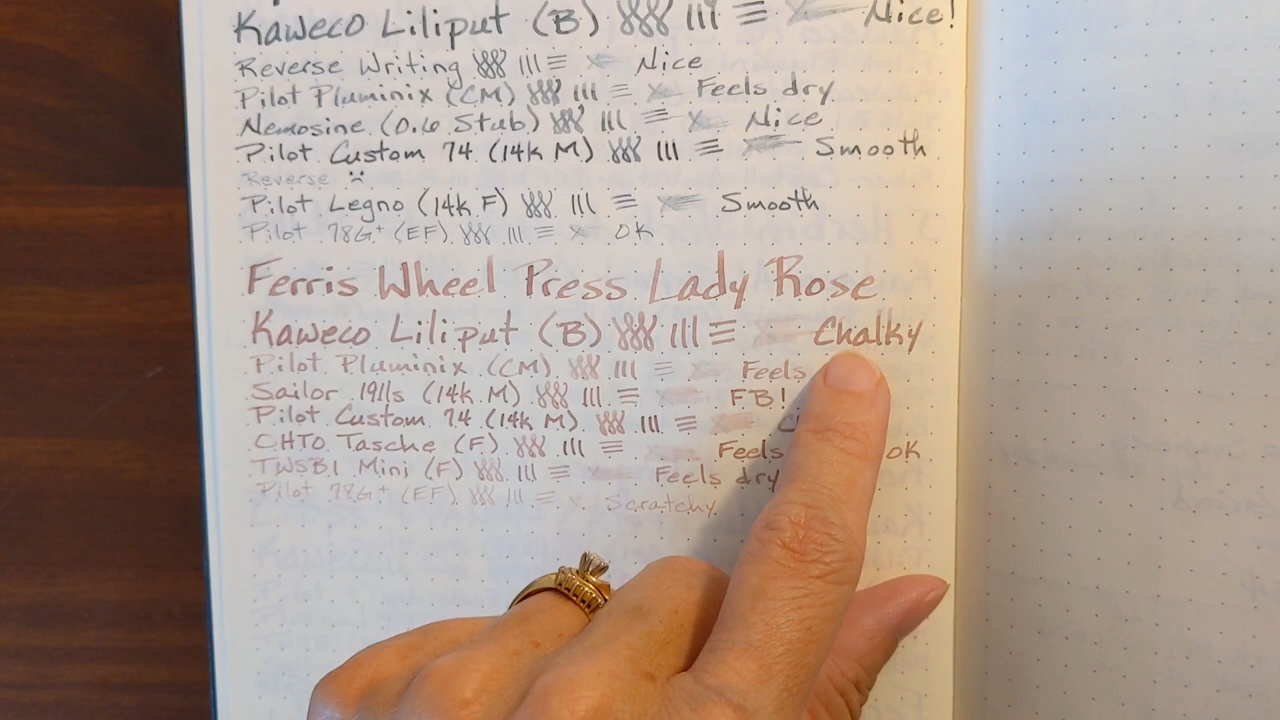 Kaweco Liliput (B) Nice!
Reverse Writing Nice
Pilot Pluminix (CM) Feels dry
Nemosine (0.6 Stub) Nice
Pilot Custom 74 (14k M) Smooth
Reverse
Pilot Legno (14k F) Smooth
Pilot 78G+ (EF) OK
Ferris Wheel Press Lady Rose
Kaweco Liliput (B) Chalky
Pilot Pluminix (CM) Feels
Sailor 1911s (14k M) FB!
Pilot Custom 74 (14k M)
OHTO Tasche (F) Feels OK
TWSBI Mini (F) Feels dry
Pilot 78G+ (EF) Scratchy